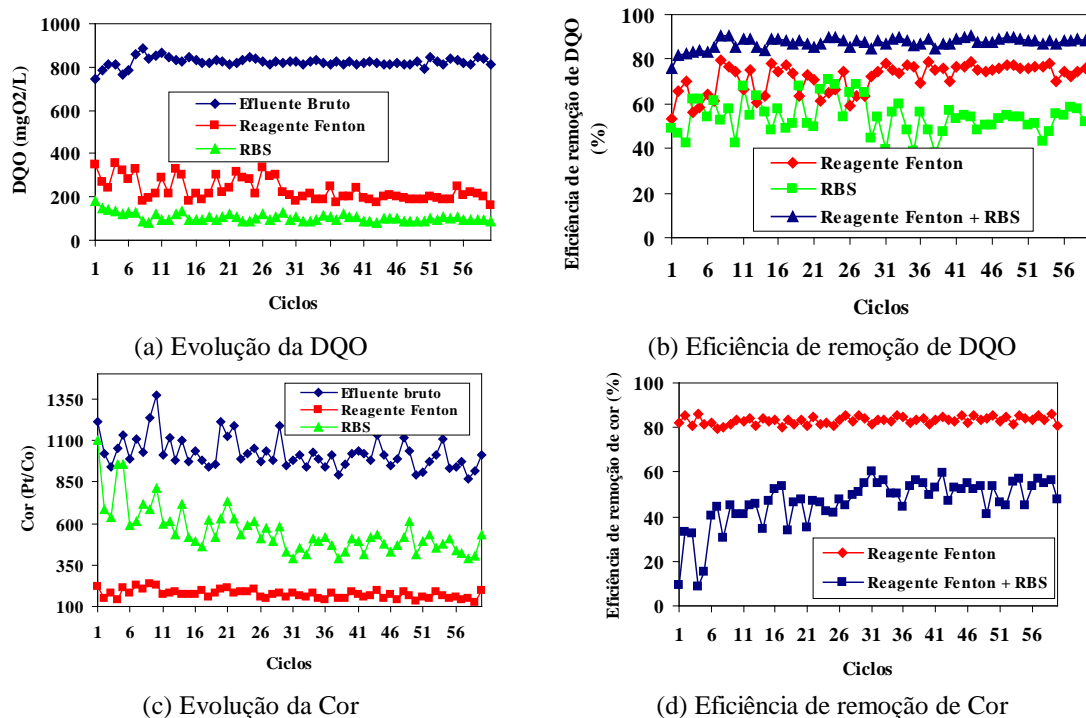 1000
800
600
400
200
0
DQO (mgO2/L)
Efluente Bruto
Reagente Fenton
RBS
1 6 11 16 21 26 31 36 41 46 51 56
Ciclos
(a) Evolução da DQO
100
80
60
40
20
0
Eficiência de remoção de DQO
(%)
Reagente Fenton
RBS
Reagente Fenton + RBS
1 6 11 16 21 26 31 36 41 46 51 56
Ciclos
(b) Eficiência de remoção de DQO
1350
1100
850
600
350
100
Cor (Pt/Co)
Efluente bruto
Reagente Fenton
RBS
1 6 11 16 21 26 31 36 41 46 51 56
Ciclos
(c) Evolução da Cor
100
80
60
40
20
0
Eficiência de remoção de cor (%)
Reagente Fenton
Reagente Fenton + RBS
1 6 11 16 21 26 31 36 41 46 51 56
Ciclos
(d) Eficiência de remoção de Cor